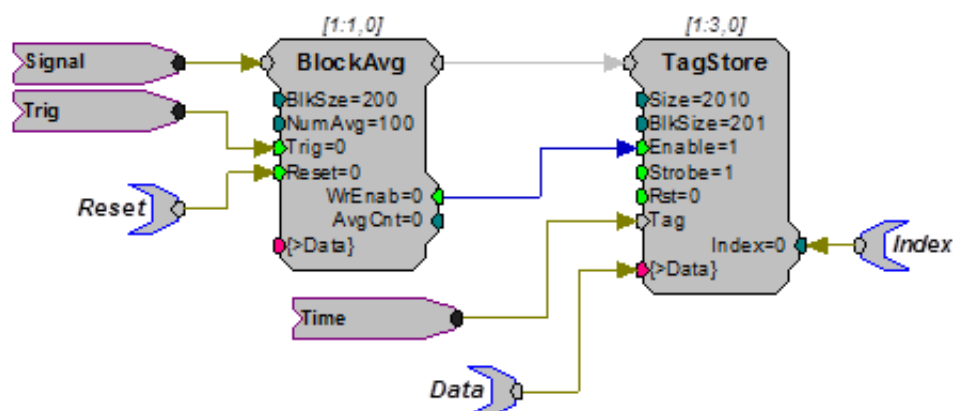 [1:1,0]
[1:3,0]
Signal
BlockAvg
TagStore
Trig
BlkSze=200
NumAvg=100
Trig=0
Reset=0
WrEnab=0
AvgCnt=0
{>Data}
Size=2010
BlkSize=201
Enable=1
Strobe=1
Rst=0
Tag
Index=0
{>Data}
Reset
Index
Time
Data